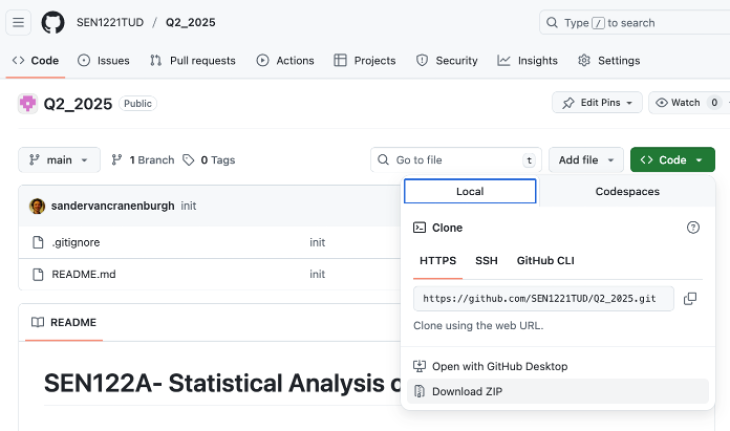 SEN1221TUD / Q2_2025
Type / to search
Code Issues Pull requests Actions Projects Security Insights Settings
Q2_2025 Public
Edit Pins Watch 0
main 1 Branch 0 Tags
Go to file t
Add file Code
sandervancranenburgh init
.gitignore init
README.md init
README
SEN122A- Statistical Analysis
Local Codespaces
Clone
HTTPS SSH GitHub CLI
https://github.com/SEN1221TUD/Q2_2025.git
Clone using the web URL.
Open with GitHub Desktop
Download ZIP